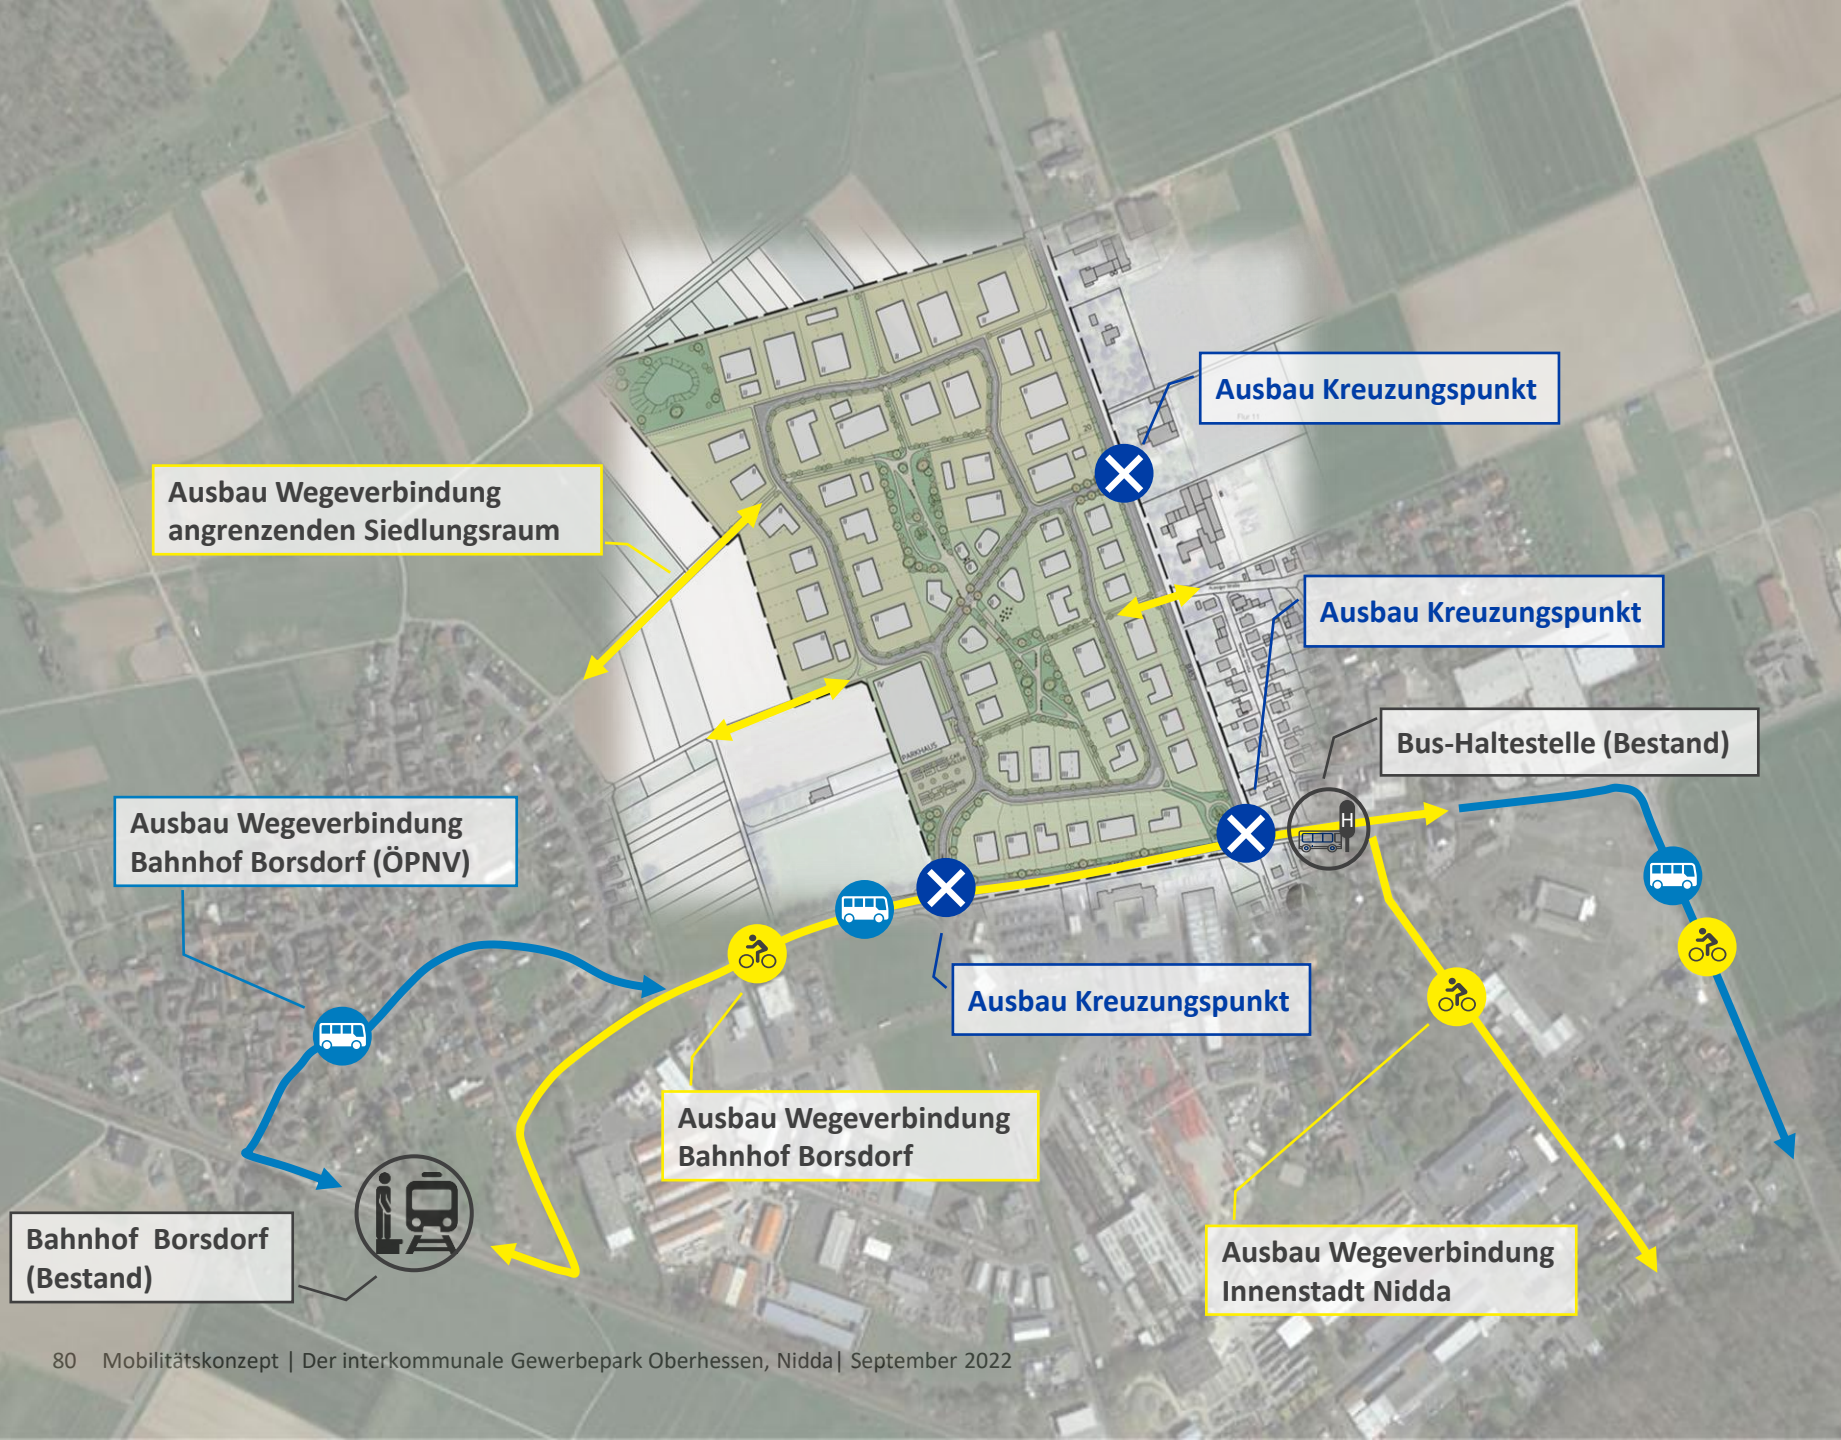 Ausbau Kreuzungspunkt
Ausbau Wegeverbindung
angrenzenden Siedlungsraum
Ausbau Kreuzungspunkt
Bus-Haltestelle (Bestand)
PARKHAUS
H
Ausbau Wegeverbindung
Bahnhof Borsdorf (ÖPNV)
Ausbau Kreuzungspunkt
Ausbau Wegeverbindung
Bahnhof Borsdorf
Bahnhof Borsdorf
(Bestand)
Ausbau Wegeverbindung
Innenstadt Nidda
80 Mobilitätskonzept | Der interkommunale Gewerbepark Oberhessen, Nidda| September 2022